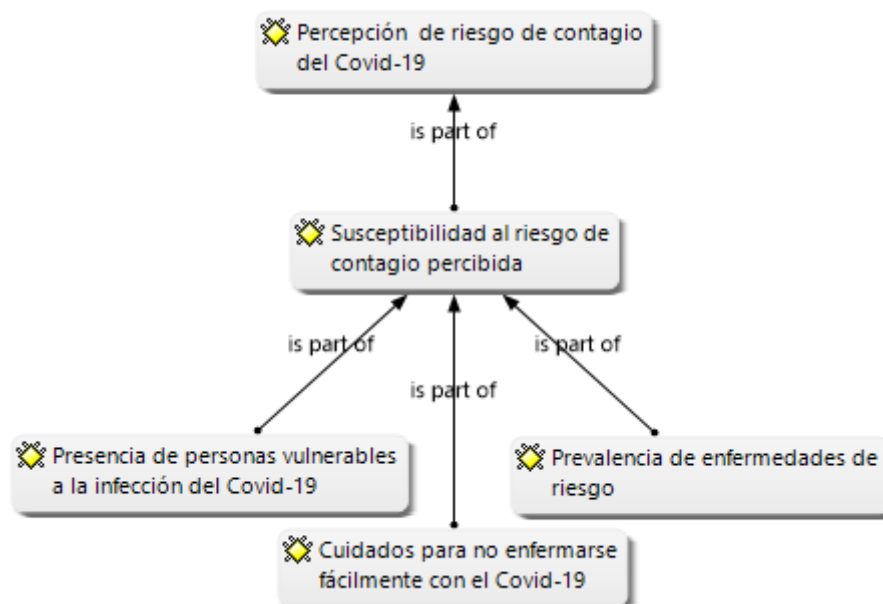 Percepción de riesgo de contagio
del Covid-19
is part of
Susceptibilidad al riesgo de
contagio percibida
is part of
is part of
is part of
Presencia de personas vulnerables
a la infección del Covid-19
Prevalencia de enfermedades de
riesgo
Cuidados para no enfermarse
fácilmente con el Covid-19